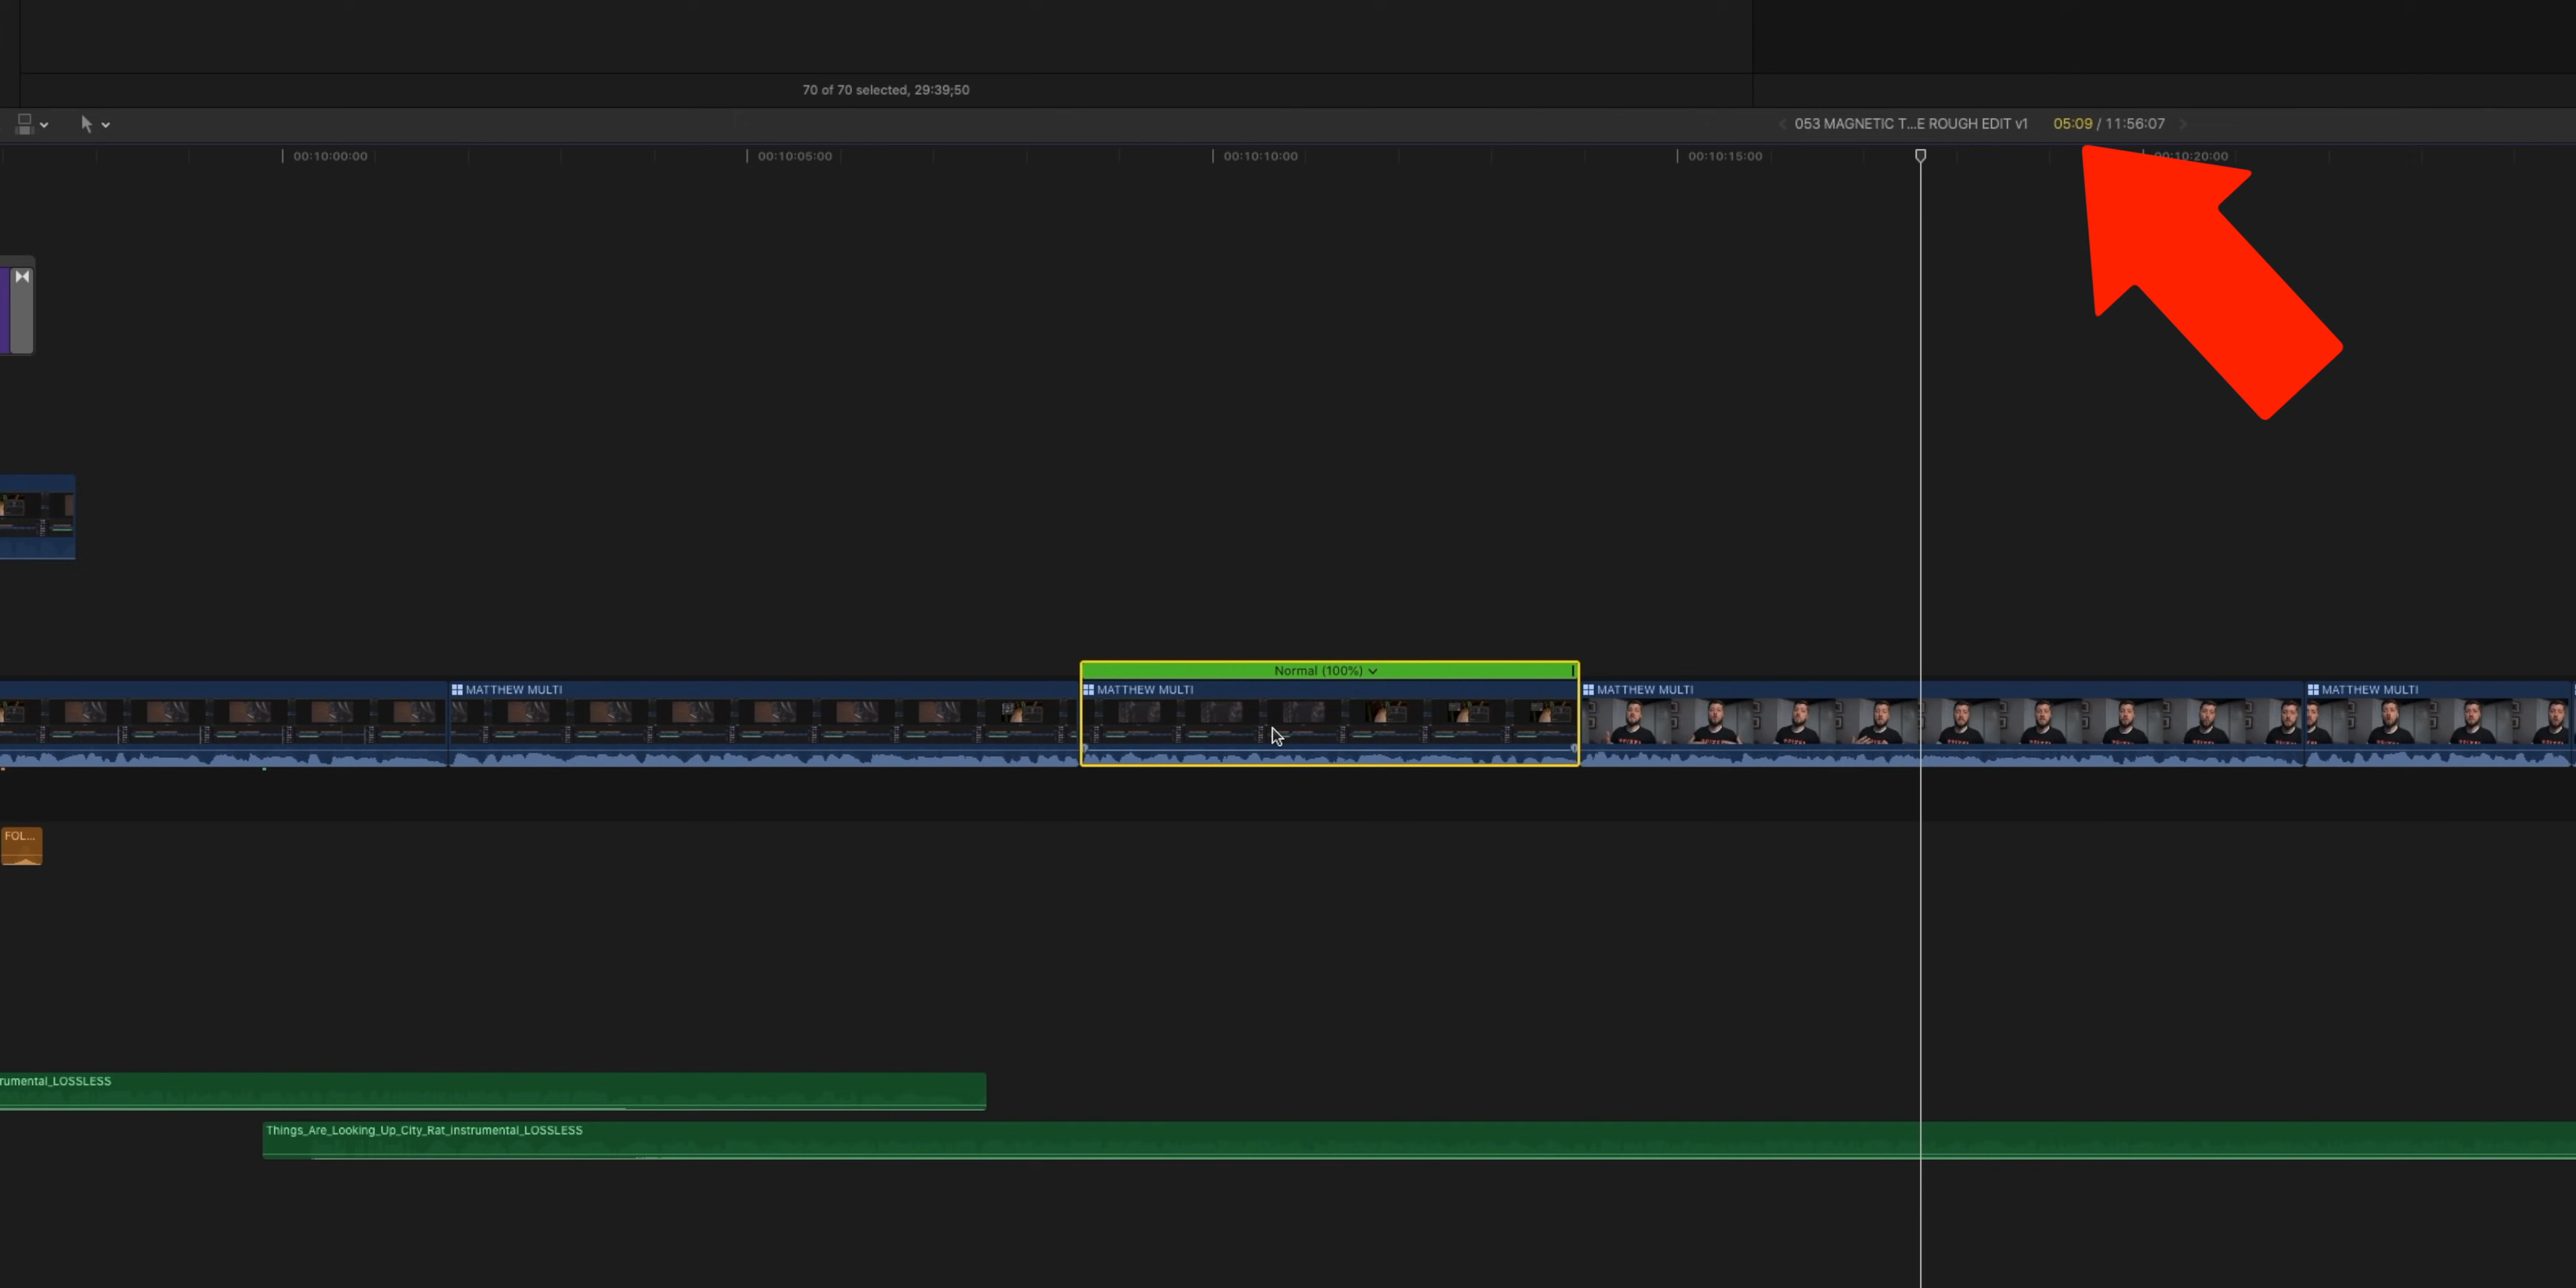 70 of 70 selected, 29:39;50
053 MAGNETIC T...E ROUGH EDIT v1 05:09 / 11:56:07
00:10:00:00 00:10:05:00 00:10:10:00 00:10:15:00 00:10:20:00
Normal (100%)
MATTHEW MULTI MATTHEW MULTI MATTHEW MULTI MATTHEW MULTI
FOL...
rumental_LOSSLESS
Things_Are_Looking_Up_City_Rat_instrumental_LOSSLESS